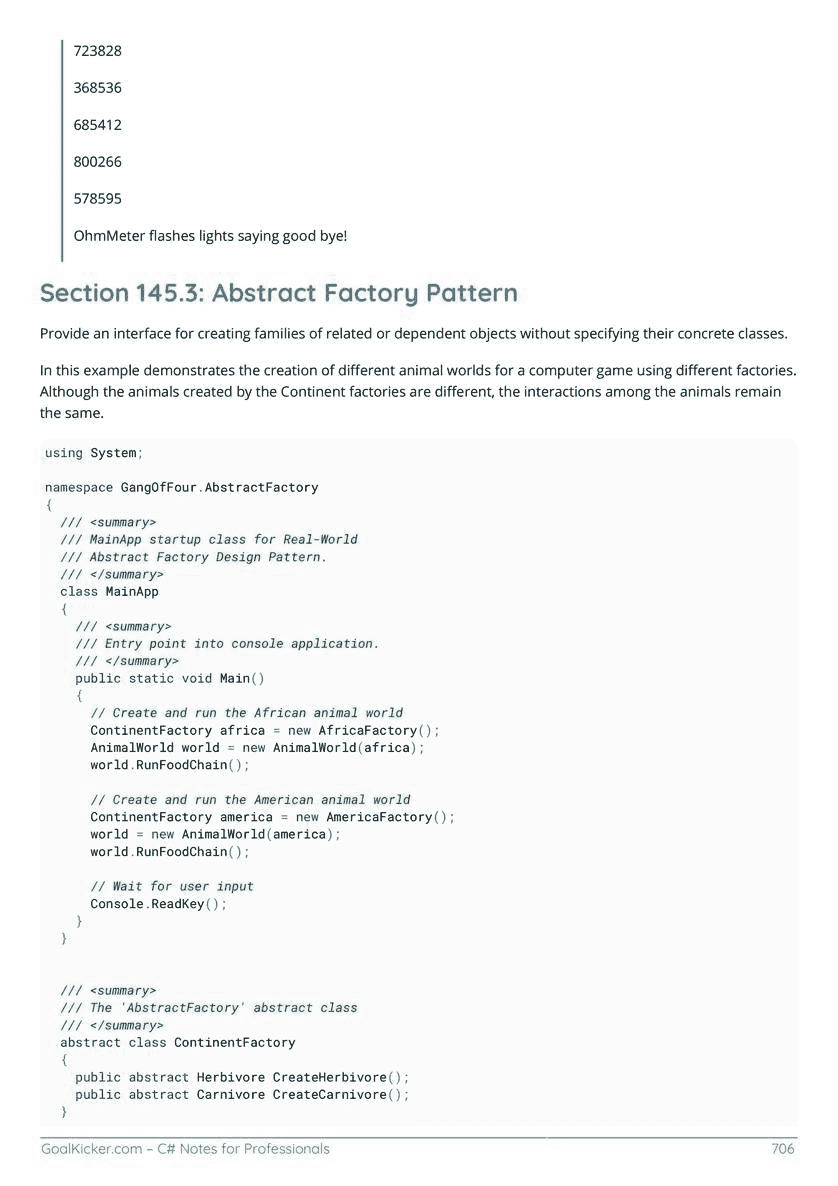 723828
368536
685412
800266
578595
OhmMeter flashes lights saying good bye!
Section 145.3: Abstract Factory Pattern
Provide an interface for creating families of related or dependent objects without specifying their concrete classes.
In this example demonstrates the creation of different animal worlds for a computer game using different factories.
Although the animals created by the Continent factories are different, the interactions among the animals remain
the same.
using System;
namespace GangOfFour.AbstractFactory
{
  /// <summary>
  /// MainApp startup class for Real-World
  /// Abstract Factory Design Pattern.
  /// </summary>
  class MainApp
  {
    /// <summary>
    /// Entry point into console application.
    /// </summary>
    public static void Main()
    {
      // Create and run the African animal world
      ContinentFactory africa = new AfricaFactory();
      AnimalWorld world = new AnimalWorld(africa);
      world.RunFoodChain();
      // Create and run the American animal world
      ContinentFactory america = new AmericaFactory();
      world = new AnimalWorld(america);
      world.RunFoodChain();
      // Wait for user input
      Console.ReadKey();
    }
  }
  /// <summary>
  /// The 'AbstractFactory' abstract class
  /// </summary>
  abstract class ContinentFactory
  {
    public abstract Herbivore CreateHerbivore();
    public abstract Carnivore CreateCarnivore();
  }
GoalKicker.com – C# Notes for Professionals 706